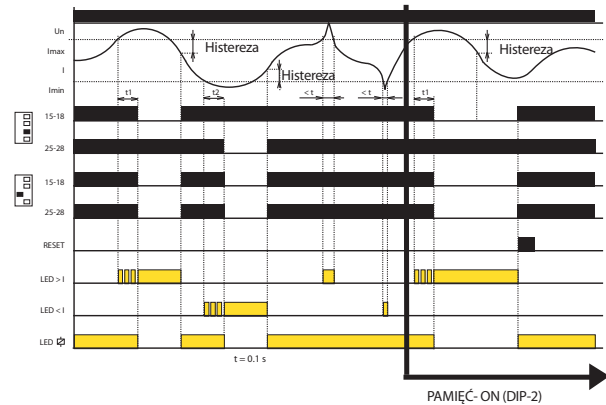 Un
Histereza
Imax
Histereza
I
Histereza
Imin
t1
t2
< t
< t
t1
15-18
25-28
15-18
25-28
RESET
LED > I
LED < I
LED
t = 0.1 s
PAMIĘĆ- ON (DIP-2)